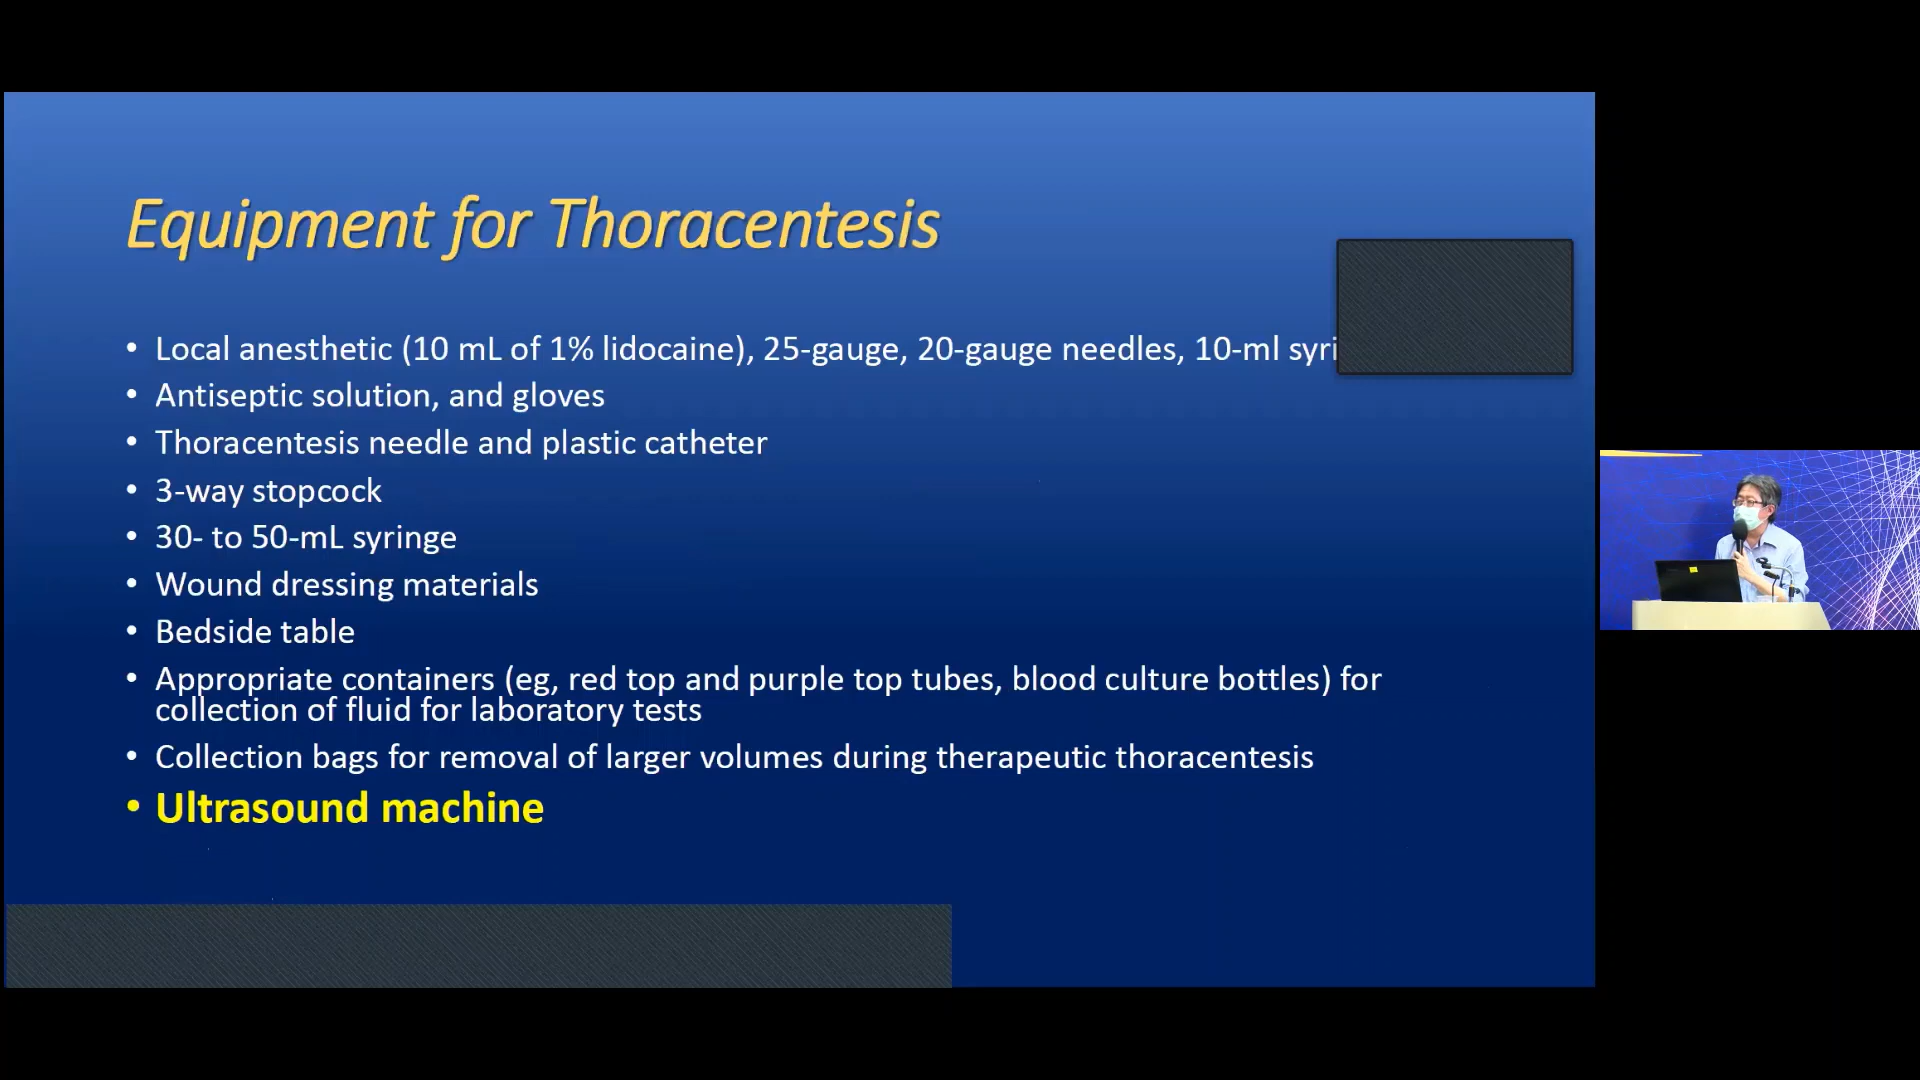 Equipment for Thoracentesis
• Local anesthetic (10 mL of 1% lidocaine), 25-gauge, 20-gauge needles, 10-ml
• Antiseptic solution, and gloves
• Thoracentesis needle and plastic catheter
• 3-way stopcock
• 30- to 50-mL syringe
• Wound dressing materials
• Bedside table
• Appropriate containers (eg, red top and purple top tubes, blood culture bottles) for
collection of fluid for laboratory tests
• Collection bags for removal of larger volumes during therapeutic thoracentesis
• Ultrasound machine